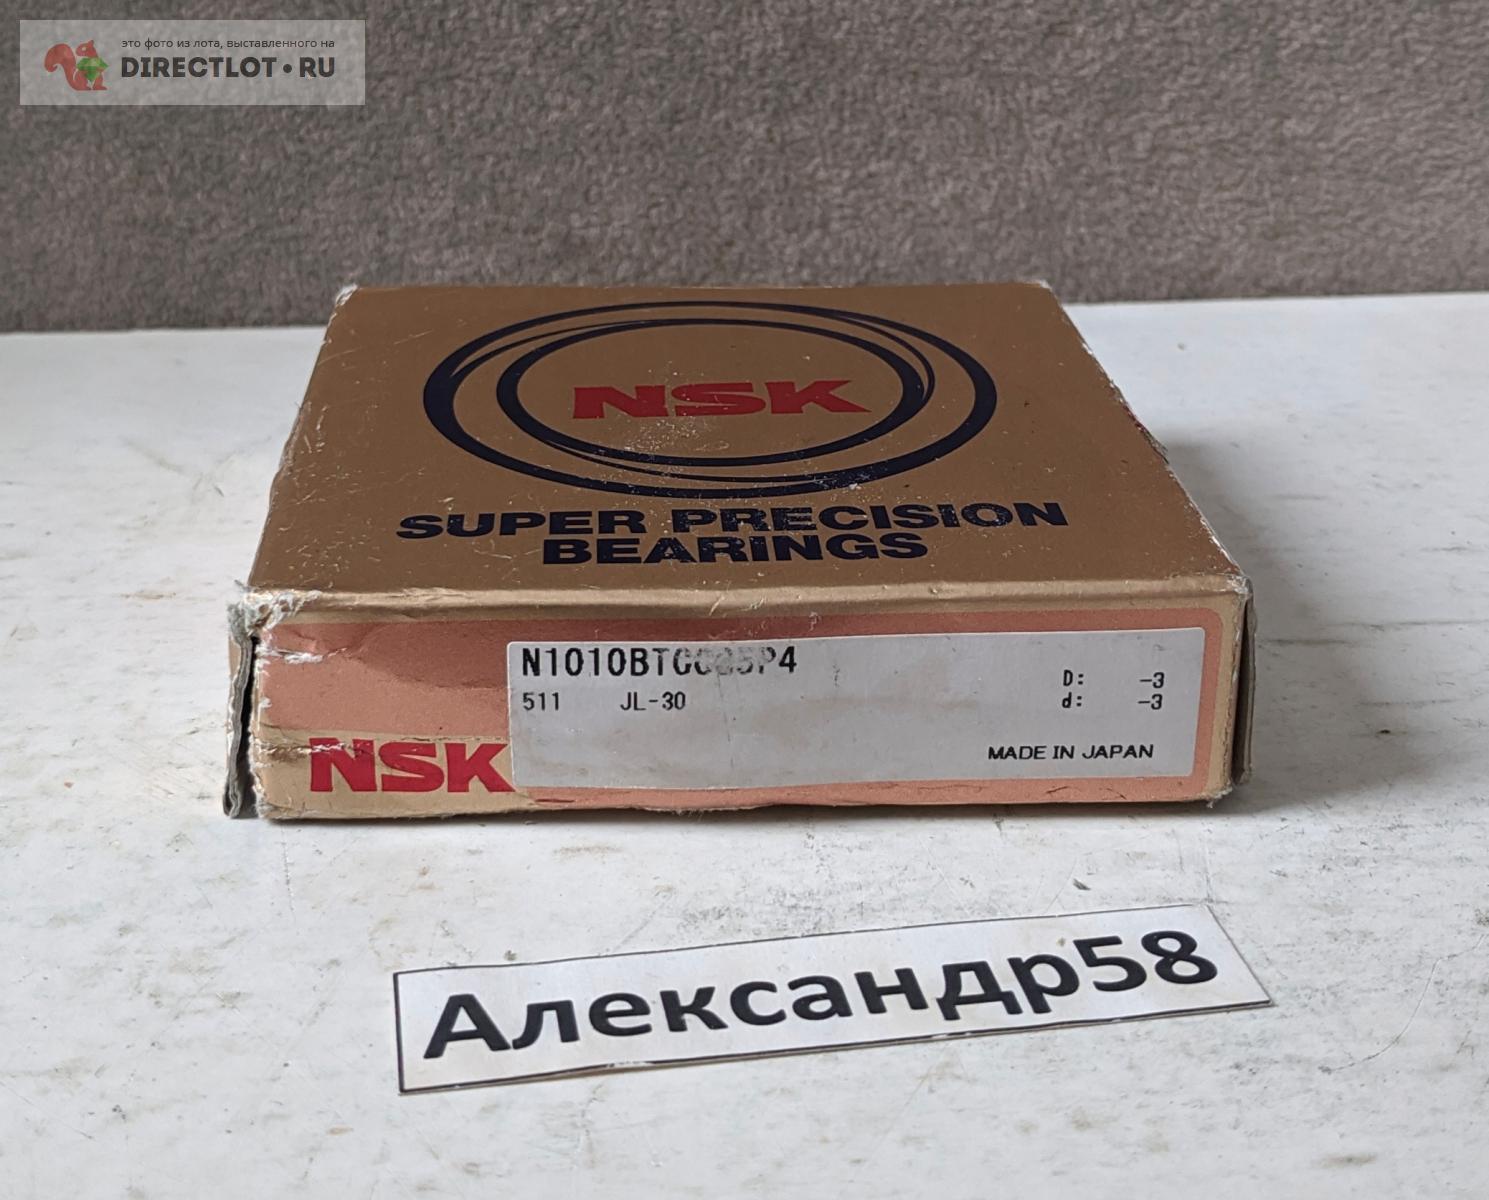 это фото из лота, выставленного на
DIRECTLOT•RU
NSK
SUPER PRECISION
BEARINGS
511 JL-30
D: -3
d: -3
MADE IN JAPAN
NSK
Александр58